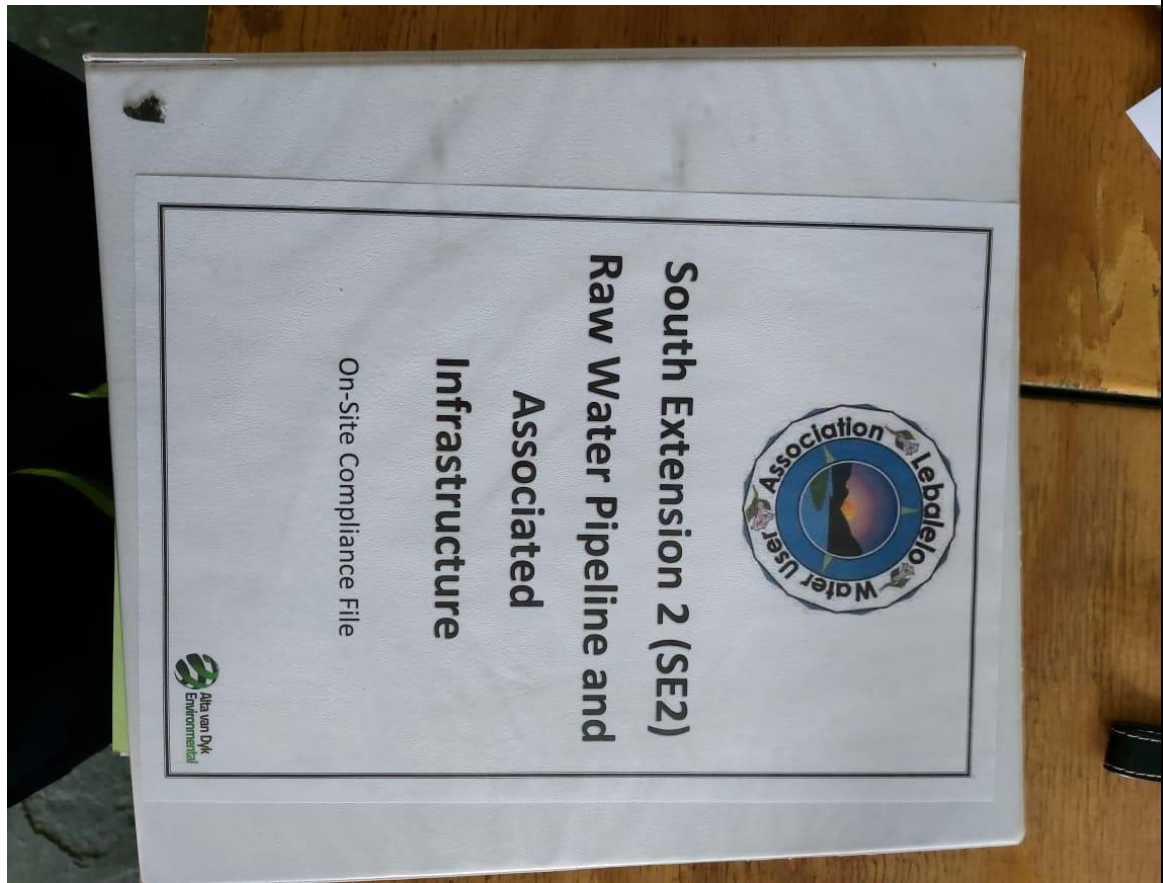 Lebalelo Water User Association
South Extension 2 (SE2)
Raw Water Pipeline and
Associated
Infrastructure
On-Site Compliance File
Alta van Dyk
Environmental